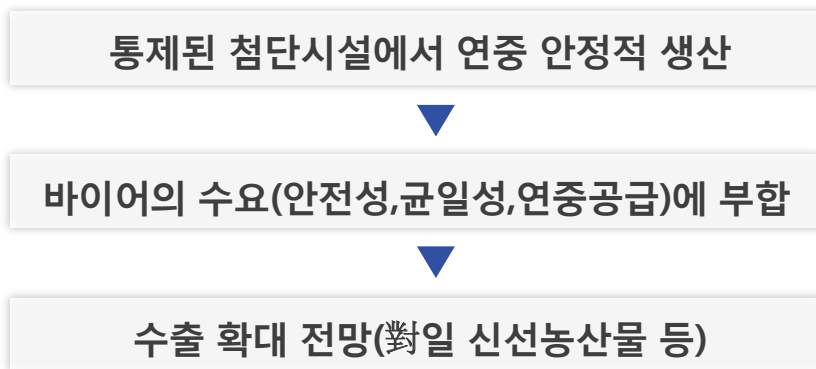 통제된 첨단시설에서 연중 안정적 생산
바이어의 수요(안전성,균일성,연중공급)에 부합
수출 확대 전망(對일 신선농산물 등)